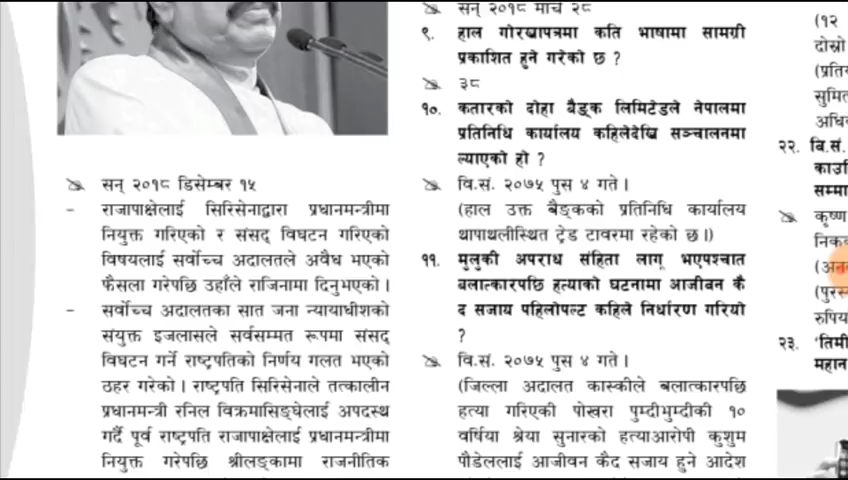 सन् २०१८ डिसेम्बर १५
- राजापाक्षेलाई सिरिसेनाद्वारा प्रधानमन्त्रीमा
नियुक्त गरिएको र संसद् विघटन गरिएको
विषयलाई सर्वोच्च अदालतले अवैध भएको
फैसला गरेपछि उहाँले राजिनामा दिनुभएको ।
- सर्वोच्च अदालतका सात जना न्यायाधीशको
संयुक्त इजलासले सर्वसम्मत रूपमा संसद्
विघटन गर्ने राष्ट्रपतिको निर्णय गलत भएको
ठहर गरेको । राष्ट्रपति सिरिसेनाले तत्कालीन
प्रधानमन्त्री रनिल विक्रमासिङ्घेलाई अपदस्थ
गर्दै पूर्व राष्ट्रपति राजापाक्षेलाई प्रधानमन्त्रीमा
नियुक्त गरेपछि श्रीलङ्कामा राजनीतिक
सन् २०१८ मार्च २८
९. हाल गोरखापत्रमा कति भाषामा सामग्री
प्रकाशित हुने गरेको छ ?
३८
१०. कतारको दोहा बैङ्क लिमिटेडले नेपालमा
प्रतिनिधि कार्यालय कहिलेदेखि सञ्चालनमा
ल्याएको हो ?
वि.सं. २०७५ पुस ४ गते ।
(हाल उक्त बैङ्कको प्रतिनिधि कार्यालय
थापाथलीस्थित ट्रेड टावरमा रहेको छ ।)
११. मुलुकी अपराध संहिता लागू भएपश्चात
बलात्कारपछि हत्याको घटनामा आजीवन कै
द सजाय पहिलोपल्ट कहिले निर्धारण गरियो
?
वि.सं. २०७५ पुस ४ गते ।
(जिल्ला अदालत कास्कीले बलात्कारपछि
हत्या गरिएकी पोखरा पुम्दीभुम्दीकी १०
वर्षिया श्रेया सुनारको हत्याआरोपी कुशुम
पौडेललाई आजीवन कैद सजाय हुने आदेश
(१२
दोस्रो
२२. वि.सं.
कृष्ण
२३. 'तिमी
महान